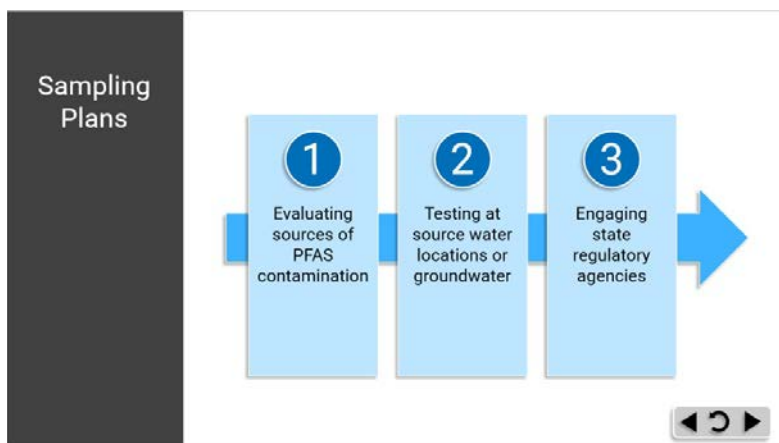 Sampling
Plans
1
Evaluating
sources of
PFAS
contamination
2
Testing at
source water
locations or
groundwater
3
Engaging
state
regulatory
agencies